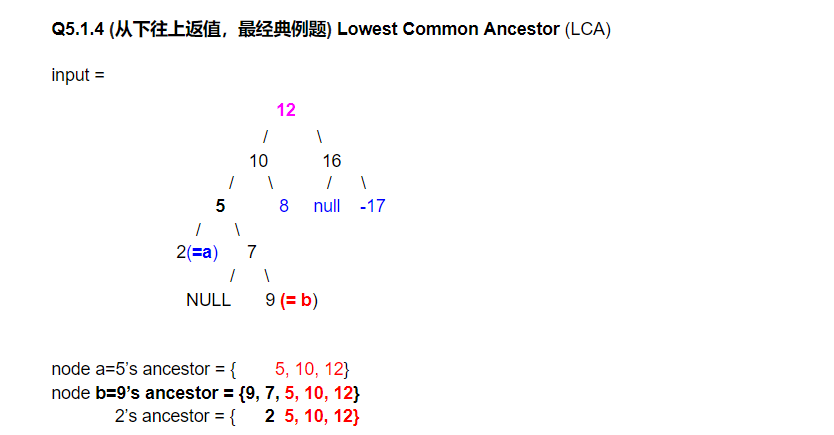 Q5.1.4 (从下往上返值，最经典例题) Lowest Common Ancestor (LCA)
input =
12
/ \
10 16
/ \ / \
5 8 null -17
/ \
2(=a) 7
/ \
NULL 9 (= b)
node a=5’s ancestor = { 5, 10, 12}
node b=9’s ancestor = {9, 7, 5, 10, 12}
2’s ancestor = { 2 5, 10, 12}